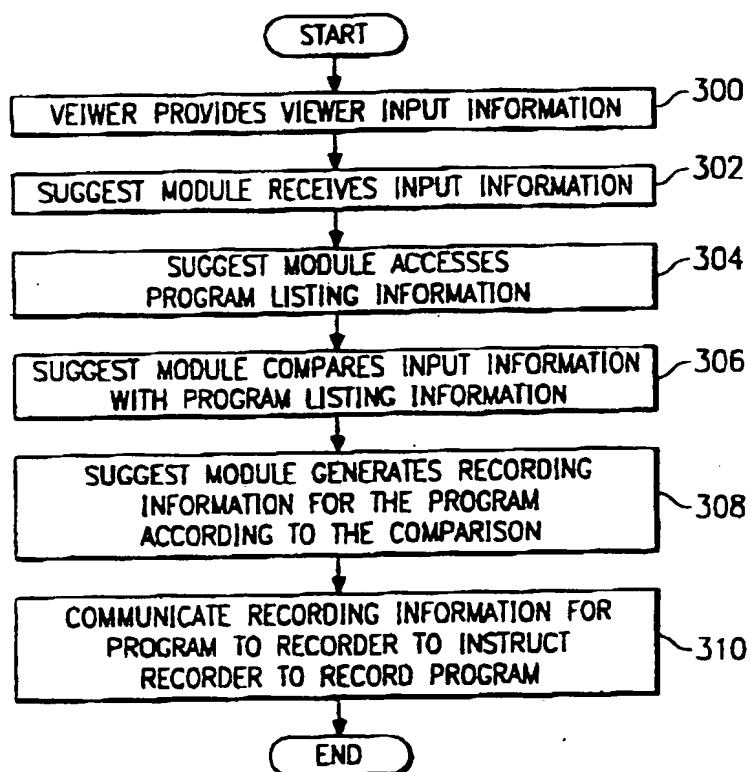 START
VEIWER PROVIDES VIEWER INPUT INFORMATION
300
SUGGEST MODULE RECEIVES INPUT INFORMATION
302
SUGGEST MODULE ACCESSES
PROGRAM LISTING INFORMATION
304
SUGGEST MODULE COMPARES INPUT INFORMATION
WITH PROGRAM LISTING INFORMATION
306
SUGGEST MODULE GENERATES RECORDING
INFORMATION FOR THE PROGRAM
ACCORDING TO THE COMPARISON
308
COMMUNICATE RECORDING INFORMATION FOR
PROGRAM TO RECORDER TO INSTRUCT
RECORDER TO RECORD PROGRAM
310
END